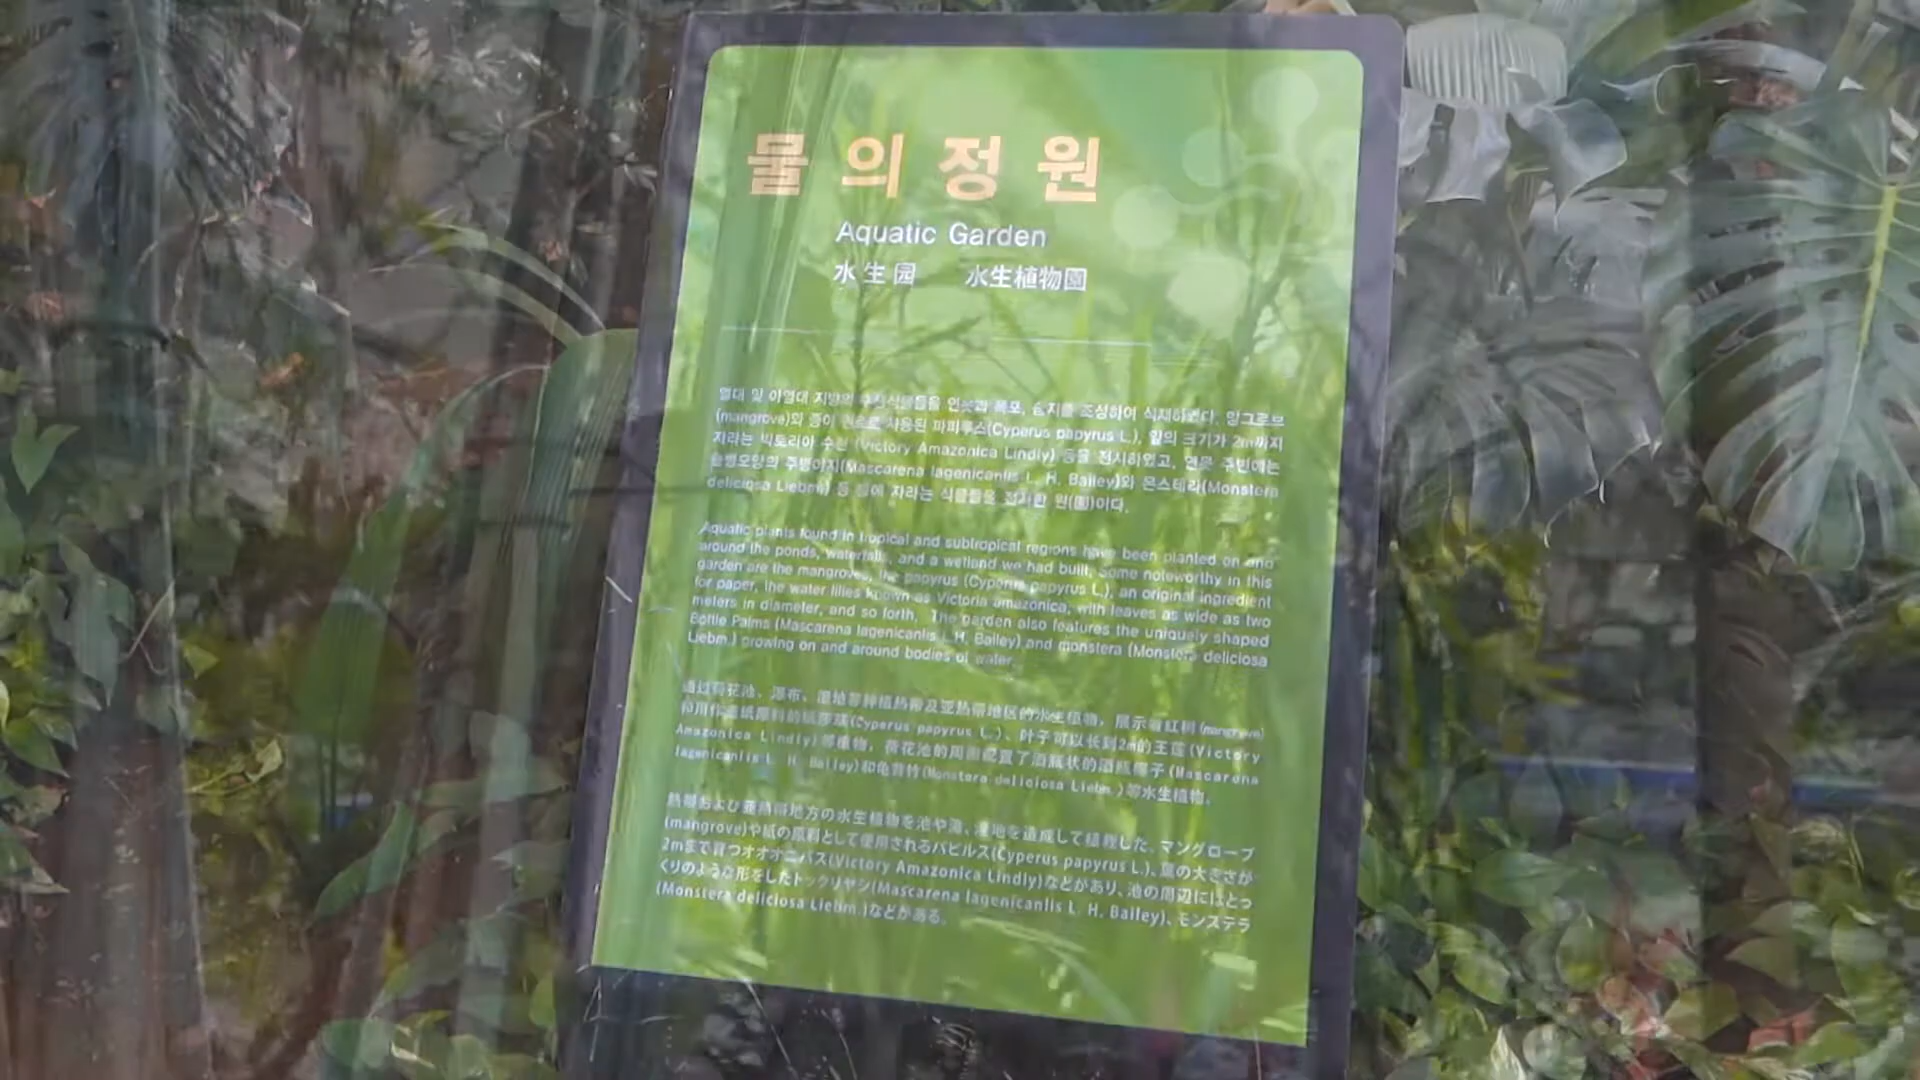 물의정원
Aquatic Garden
水生园 水生植物園
열대 및 아열대 지방의 수생식물들을 연못과 폭포, 습지를 조성하여 식재하였다. 맹그로브
(mangrove)와 종이 원료로 사용된 파피루스(Cyperus papyrus L.), 잎의 크기가 2m까지
자라는 빅토리아 수련 (Victory Amazonica Lindly) 등을 전시하였고, 연못 주변에는
술병모양의 주병야자(Mascarena lagenicanlis L. H. Bailey)와 몬스테라(Monstera
deliciosa Liebm.) 등 물에 자라는 식물들을 접목한 원(園)이다.
Aquatic plants found in tropical and subtropical regions have been planted on and
around the ponds, waterfalls, and a wetland we had built. Some noteworthy in this
garden are the mangroves, the papyrus (Cyperus papyrus L.), an original ingredient
for paper, the water lilies known as Victoria amazonica, with leaves as wide as two
meters in diameter, and so forth. The garden also features the uniquely shaped
Bottle Palms (Mascarena lagenicanlis L.H. Bailey) and monstera (Monstera deliciosa
Liebm.) growing on and around bodies of water.
通过荷花池、瀑布、湿地等种植热带及亚热带地区的水生植物，展示着红树(mangrove)
和用作造纸原料的纸莎草(Cyperus papyrus L.)、叶子可以长到2m的王莲(Victory
Amazonica Lindly)等植物，荷花池的周围配置了酒瓶状的酒瓶椰子(Mascarena
lagenicanlis L. H. Bailey)和龟背竹(Monstera deliciosa Liebm.)等水生植物。
熱帯および亜熱帯地方の水生植物を池や滝、湿地を造成して植栽した。マングローブ
(mangrove)や紙の原料として使用されるパピルス(Cyperus papyrus L.)、葉の大きさが
2mまで育つオオオニバス(Victory Amazonica Lindly)などがあり、池の周辺にはとっ
くりのような形をしたトックリヤシ(Mascarena lagenicanlis L. H. Bailey)、モンステラ
(Monstera deliciosa Liebm.)などがある。